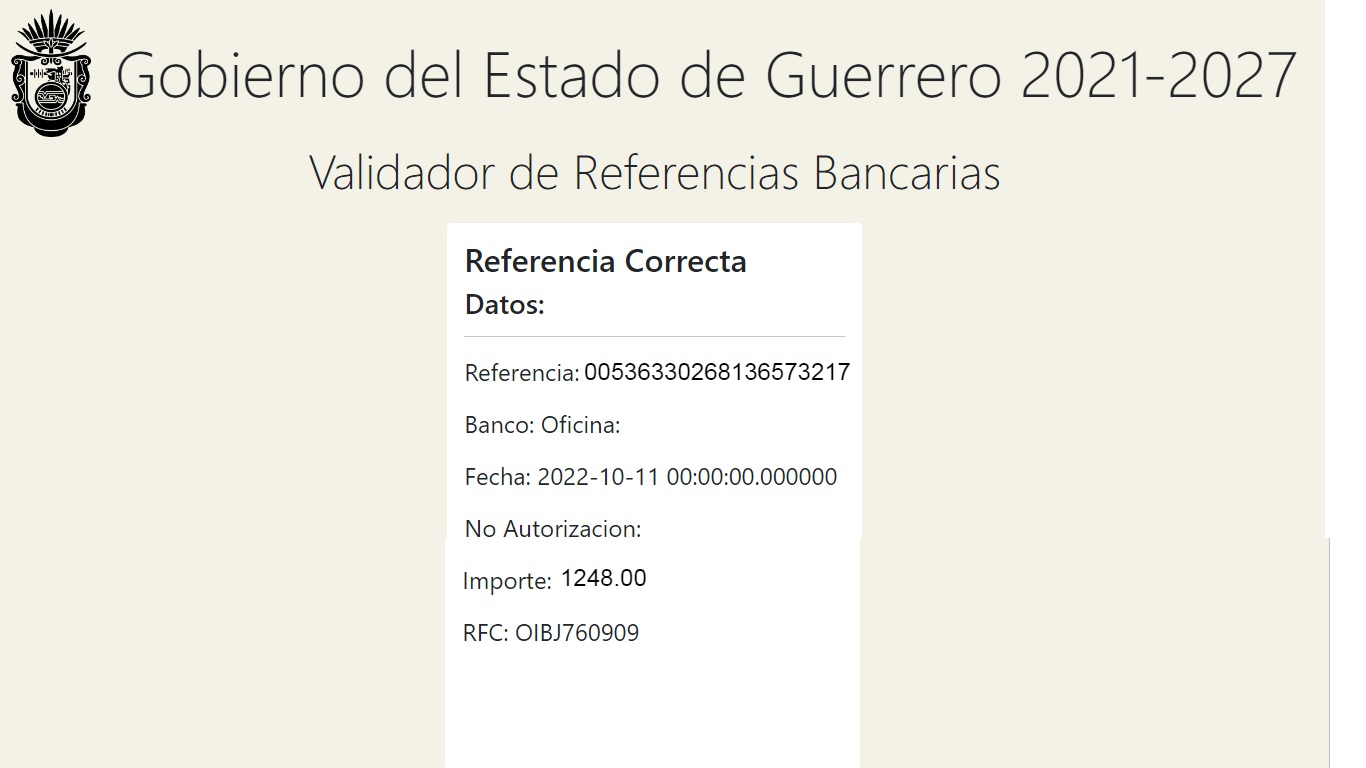 Gobierno del Estado de Guerrero 2021-2027
Validador de Referencias Bancarias
Referencia Correcta
Datos:
Referencia: 00536330268136573217
Banco: Oficina:
Fecha: 2022-10-11 00:00:00.000000
No Autorizacion:
Importe: 1248.00
RFC: OIBJ760909